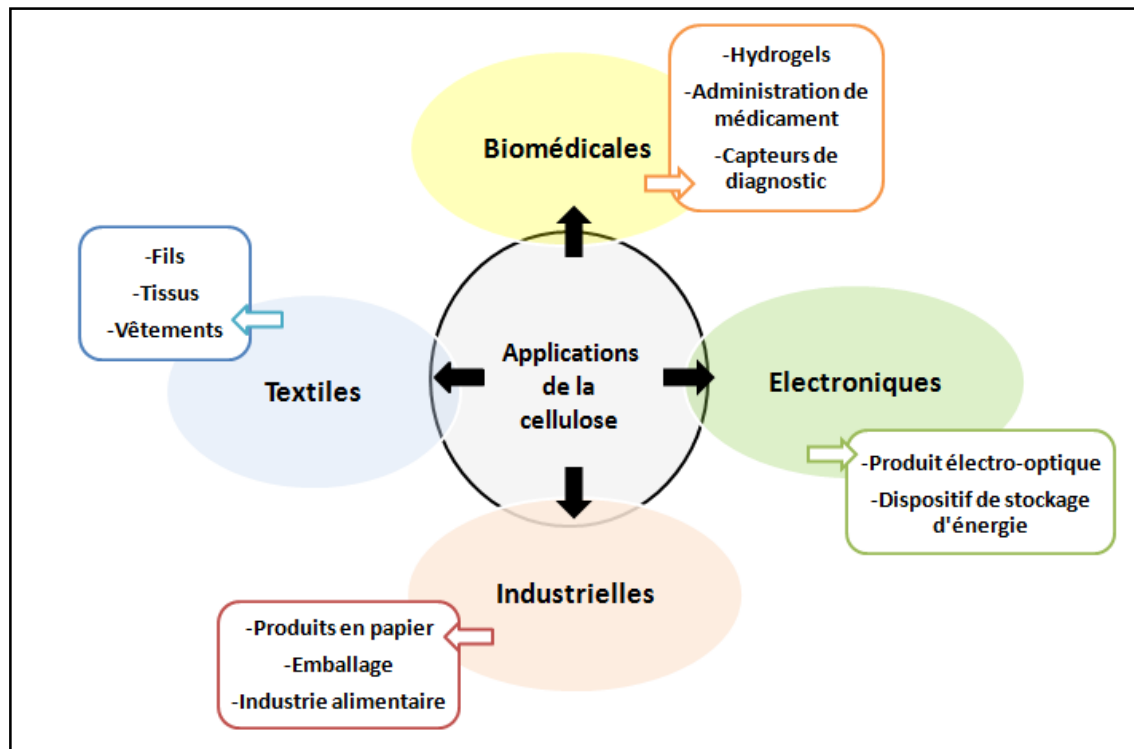 -Hydrogels
-Administration de
médicament
-Capteurs de
diagnostic
Biomédicales
-Fils
-Tissus
-Vêtements
Textiles
Applications
de la
cellulose
Electroniques
-Produit électro-optique
-Dispositif de stockage
d'énergie
Industrielles
-Produits en papier
-Emballage
-Industrie alimentaire